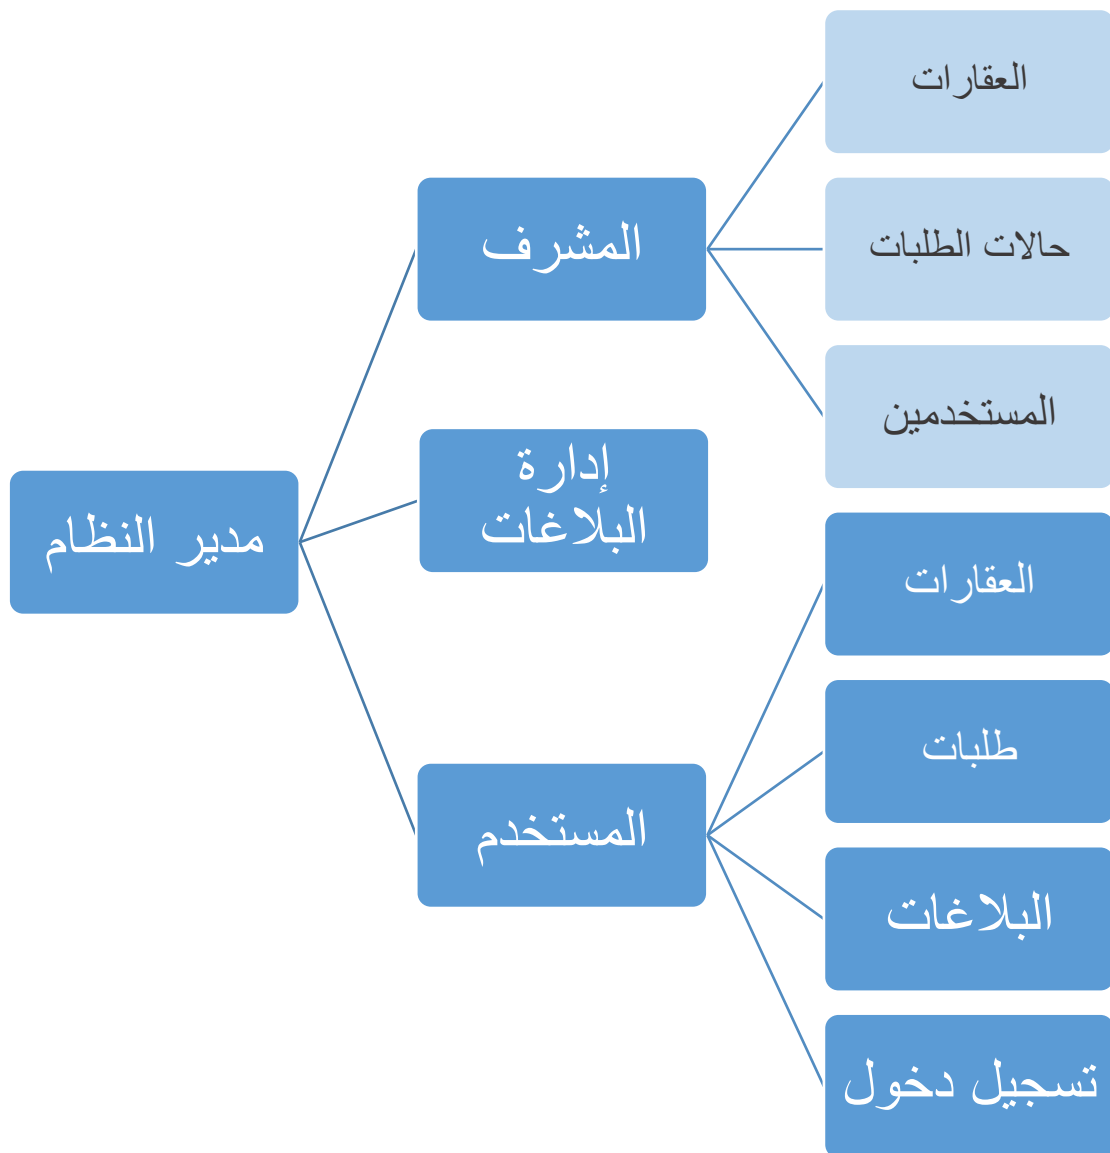 العقارات
المشرف
حالات الطلبات
المستخدمين
إدارة
البلاغات
مدير النظام
العقارات
طلبات
المستخدم
البلاغات
تسجيل دخول